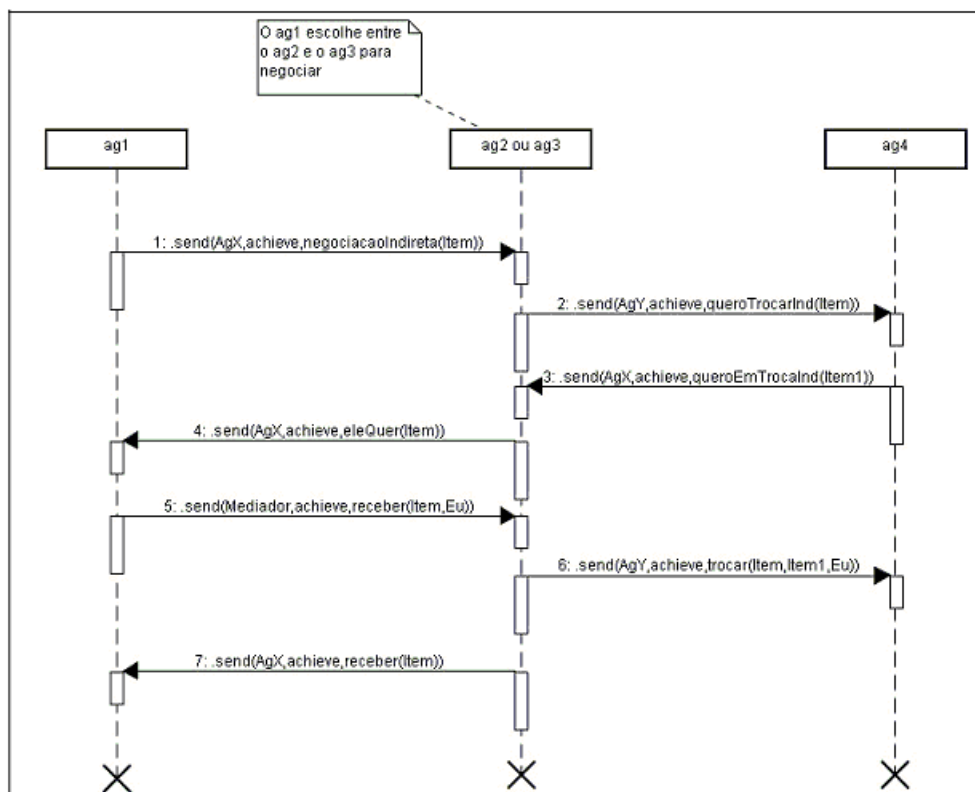 O ag1 escolhe entre
o ag2 e o ag3 para
negociar
ag1
ag2 ou ag3
ag4
1: .send(AgX,achieve,negociacaoIndireta(Item))
2: .send(AgY,achieve,queroTrocarInd(Item))
3: .send(AgX,achieve,queroEmTrocaInd(Item1))
4: .send(AgX,achieve,eleQuer(Item))
5: .send(Mediador,achieve,receber(Item,Eu))
6: .send(AgY,achieve,trocar(Item,Item1,Eu))
7: .send(AgX,achieve,receber(Item))